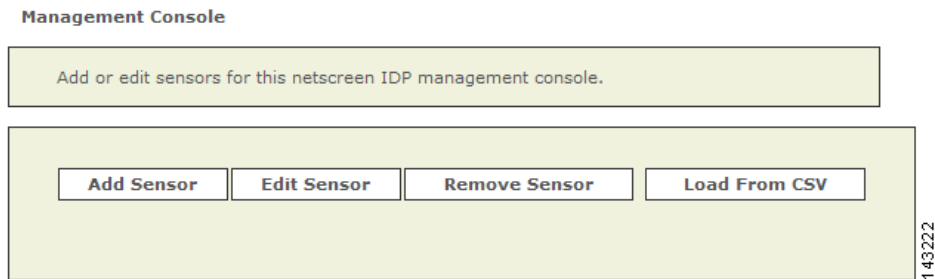 Management Console
Add or edit sensors for this netscreen IDP management console.
Add Sensor Edit Sensor Remove Sensor Load From CSV
143222